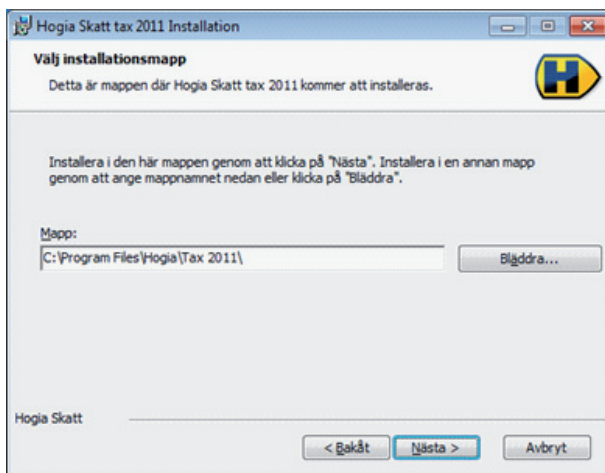 Hogia Skatt tax 2011 Installation
Välj installationsmapp
Detta är mappen där Hogia Skatt tax 2011 kommer att installeras.
H
Installera i den här mappen genom att klicka på "Nästa". Installera i en annan mapp
genom att ange mappnamnet nedan eller klicka på "Bläddra".
Mapp:
C:\Program Files\Hogia\Tax 2011\
Bläddra...
Hogia Skatt
< Bakåt
Nästa >
Avbryt